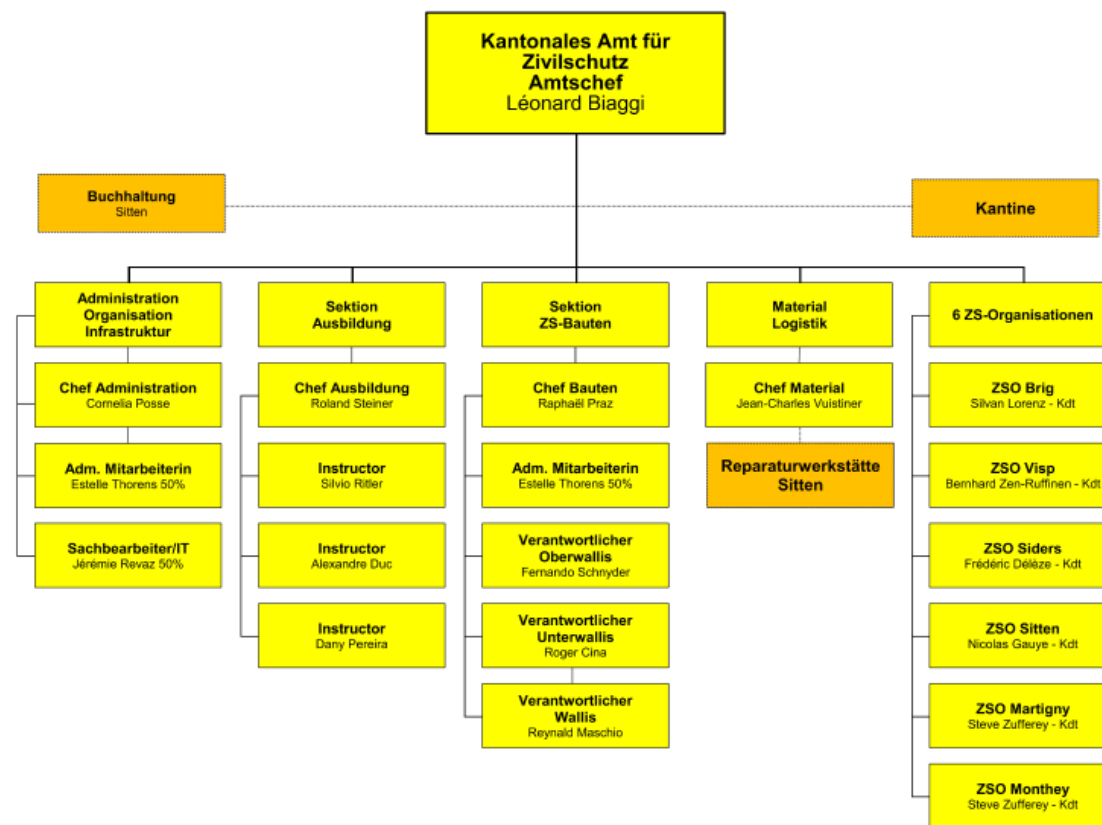 Kantonales Amt für
Zivilschutz
Amtschef
Léonard Biaggi
Buchhaltung
Sitten
Kantine
Administration
Organisation
Infrastruktur
Chef Administration
Cornelia Posse
Adm. Mitarbeiterin
Estelle Thorens 50%
Sachbearbeiter/IT
Jérémie Revaz 50%
Sektion
Ausbildung
Chef Ausbildung
Roland Steiner
Instructor
Silvio Ritler
Instructor
Alexandre Duc
Instructor
Dany Pereira
Sektion
ZS-Bauten
Chef Bauten
Raphaël Praz
Adm. Mitarbeiterin
Estelle Thorens 50%
Verantwortlicher
Oberwallis
Fernando Schnyder
Verantwortlicher
Unterwallis
Roger Cina
Verantwortlicher
Wallis
Reynald Maschio
Material
Logistik
Chef Material
Jean-Charles Vuistiner
Reparaturwerkstätte
Sitten
6 ZS-Organisationen
ZSO Brig
Silvan Lorenz - Kdt
ZSO Visp
Bernhard Zen-Ruffinen - Kdt
ZSO Siders
Frédéric Délèze - Kdt
ZSO Sitten
Nicolas Gauye - Kdt
ZSO Martigny
Steve Zufferey - Kdt
ZSO Monthey
Steve Zufferey - Kdt